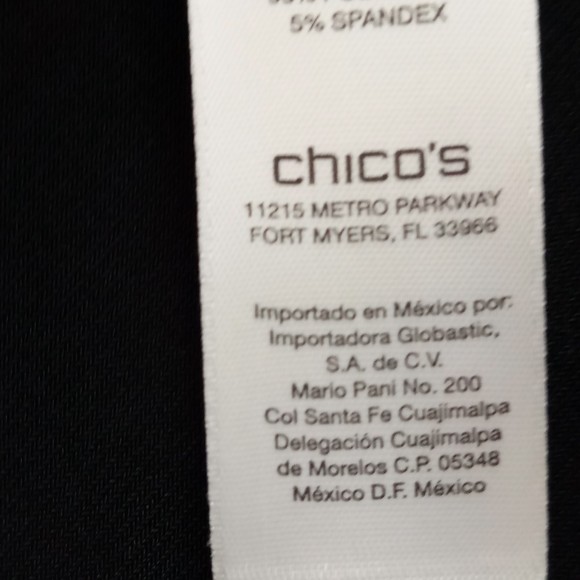 5% SPANDEX
chico's
11215 METRO PARKWAY
FORT MYERS, FL 33966
Importado en México por:
Importadora Globastic,
S.A. de C.V.
Mario Pani No. 200
Col Santa Fe Cuajimalpa
Delegación Cuajimalpa
de Morelos C.P. 05348
México D.F. México